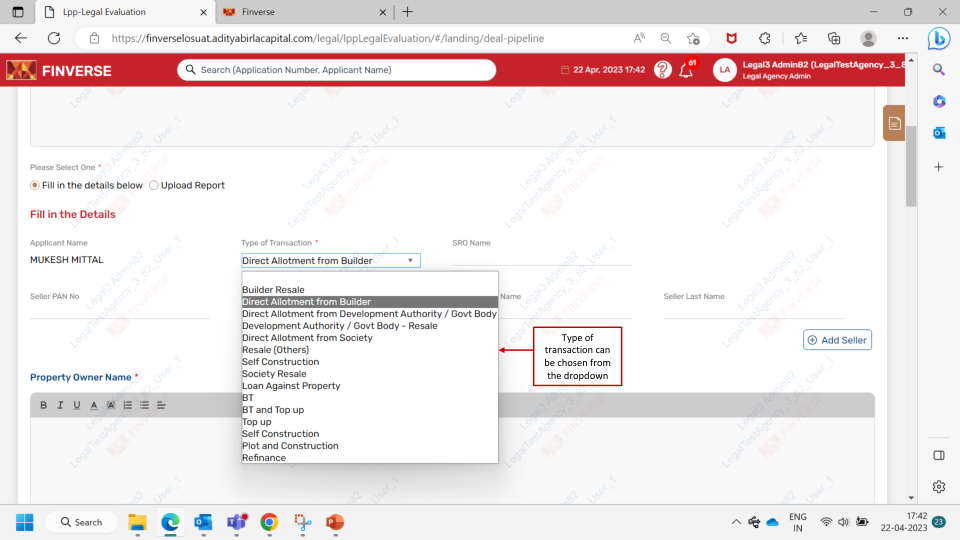 Lpp-Legal Evaluation
Finverse
https://finverselosuat.adityabirlacapital.com/legal/lppLegalEvaluation/#/landing/deal-pipeline
FINVERSE
Search (Application Number, Applicant Name)
22 Apr, 2023 17:42
61
LA
Legal3 Admin82 (LegalTestAgency_3_8
Legal Agency Admin
Please Select One *
Fill in the details below
Upload Report
Fill in the Details
Applicant Name
Type of Transaction *
SRO Name
MUKESH MITTAL
Direct Allotment from Builder
Seller PAN No
Name
Seller Last Name
Builder Resale
Direct Allotment from Builder
Direct Allotment from Development Authority / Govt Body
Development Authority / Govt Body - Resale
Direct Allotment from Society
Resale (Others)
Self Construction
Society Resale
Loan Against Property
BT
BT and Top up
Top up
Self Construction
Plot and Construction
Refinance
Type of
transaction can
be chosen from
the dropdown
Add Seller
Property Owner Name *
B I U A
Legal3 Admin82
LegalTestAgency_3_82_User_1
FINVERSE
Search
ENG
IN
17:42
22-04-2023
23